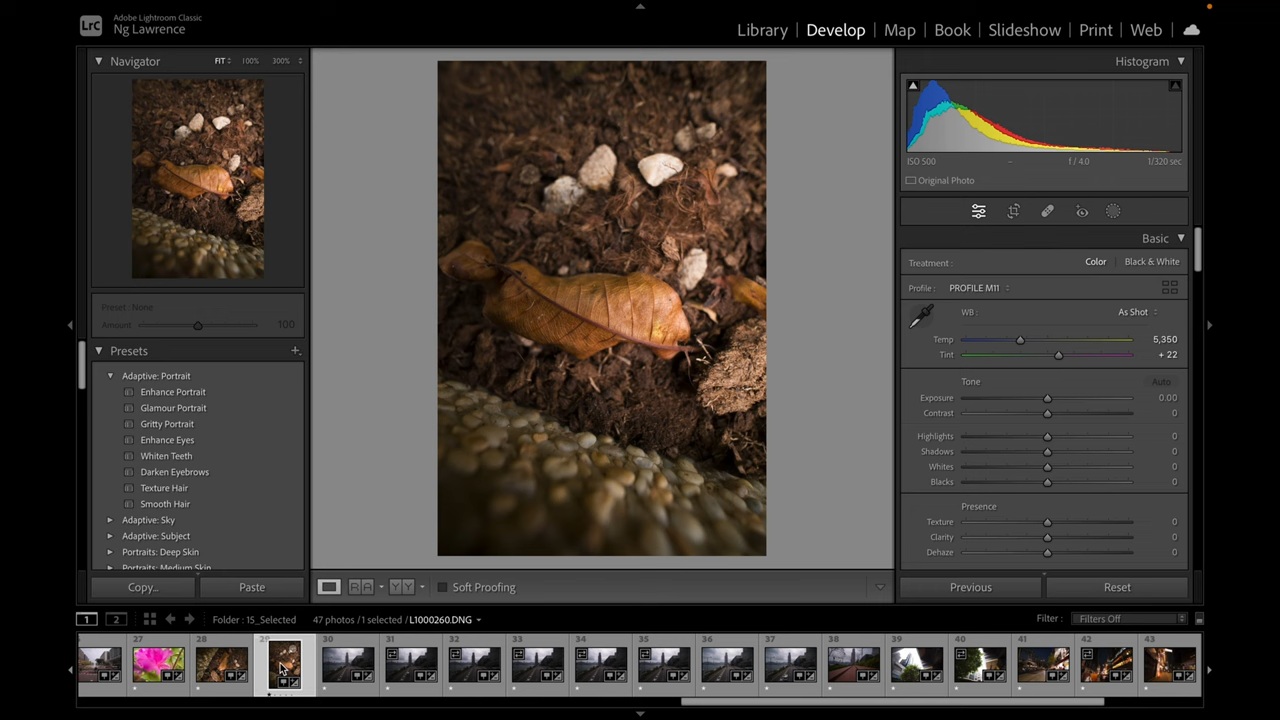 LrC
Adobe Lightroom Classic
Ng Lawrence
Library | Develop | Map | Book | Slideshow | Print | Web
Navigator
FIT 100% 300%
Preset : None
Amount 100
Presets
Adaptive: Portrait
Enhance Portrait
Glamour Portrait
Gritty Portrait
Enhance Eyes
Whiten Teeth
Darken Eyebrows
Texture Hair
Smooth Hair
Adaptive: Sky
Adaptive: Subject
Portraits: Deep Skin
Portraits: Medium Skin
Copy... Paste
R A Y Y Soft Proofing
Histogram
ISO 500 – f / 4.0 1/320 sec
Original Photo
Basic
Treatment : Color Black & White
Profile : PROFILE M11
WB : As Shot
Temp 5,350
Tint + 22
Tone Auto
Exposure 0.00
Contrast 0
Highlights 0
Shadows 0
Whites 0
Blacks 0
Presence
Texture 0
Clarity 0
Dehaze 0
Previous Reset
1 2 Folder : 1S_Selected 47 photos / 1 selected / L1000260.DNG Filter : Filters Off
27 28 29 30 31 32 33 34 35 36 37 38 39 40 41 42 43